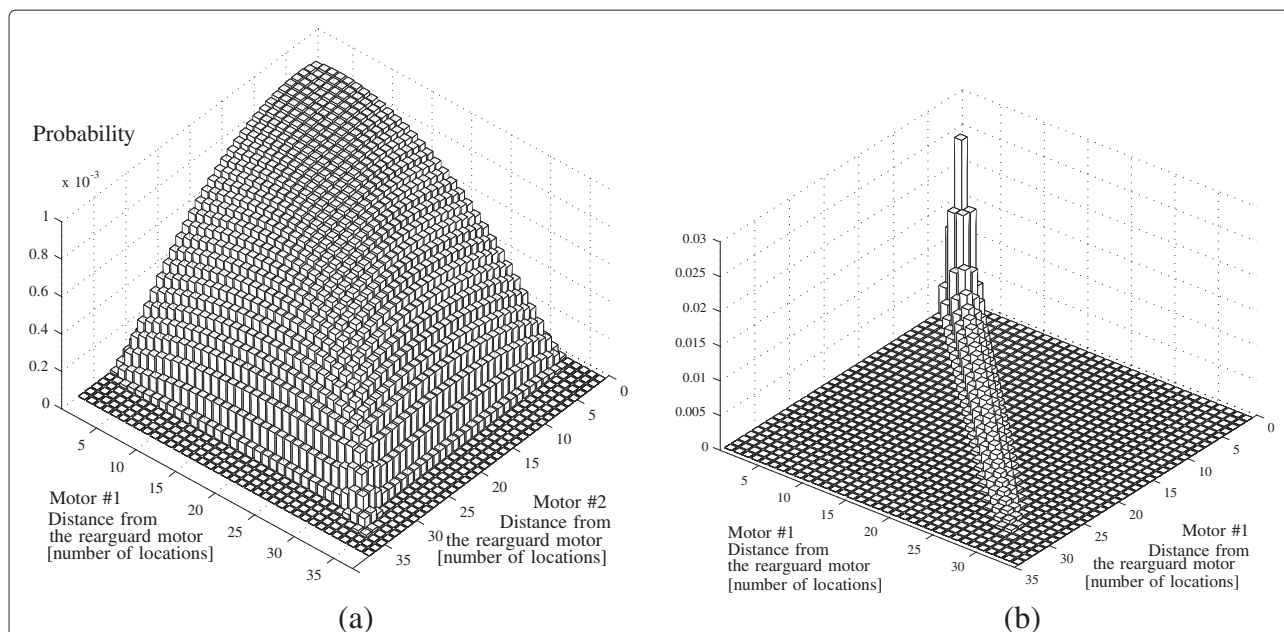 Probability
x 10⁻³
1
0.8
0.6
0.4
0.2
0
5
10
15
20
25
30
35
Motor #1
Distance from
the rearguard motor
[number of locations]
0
5
10
15
20
25
30
35
Motor #2
Distance from
the rearguard motor
[number of locations]
(a)
0.03
0.025
0.02
0.015
0.01
0.005
0
5
10
15
20
25
30
Motor #1
Distance from
the rearguard motor
[number of locations]
0
5
10
15
20
25
30
35
Motor #1
Distance from
the rearguard motor
[number of locations]
(b)